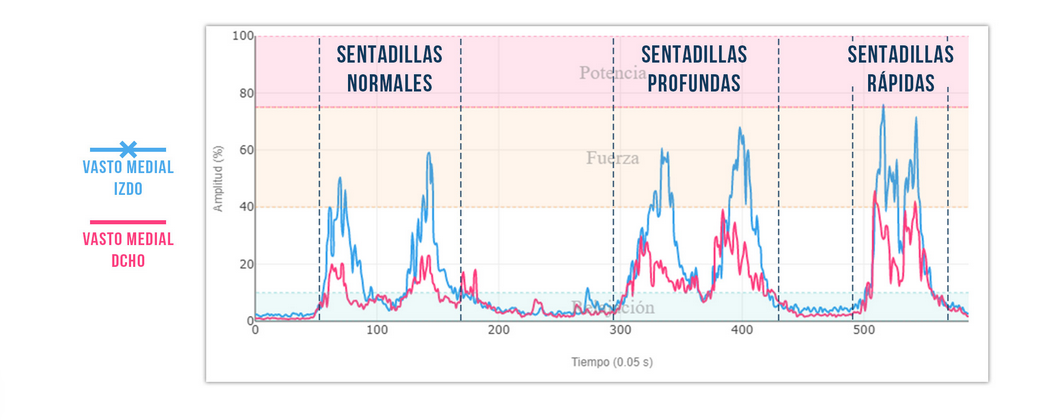 SENTADILLAS
NORMALES
SENTADILLAS
PROFUNDAS
SENTADILLAS
RÁPIDAS
Potencia
Fuerza
VASTO MEDIAL
IZDO
VASTO MEDIAL
DCHO
Amplitud (%)
100
80
60
40
20
0
0
100
200
300
400
500
Tiempo (0.05 s)